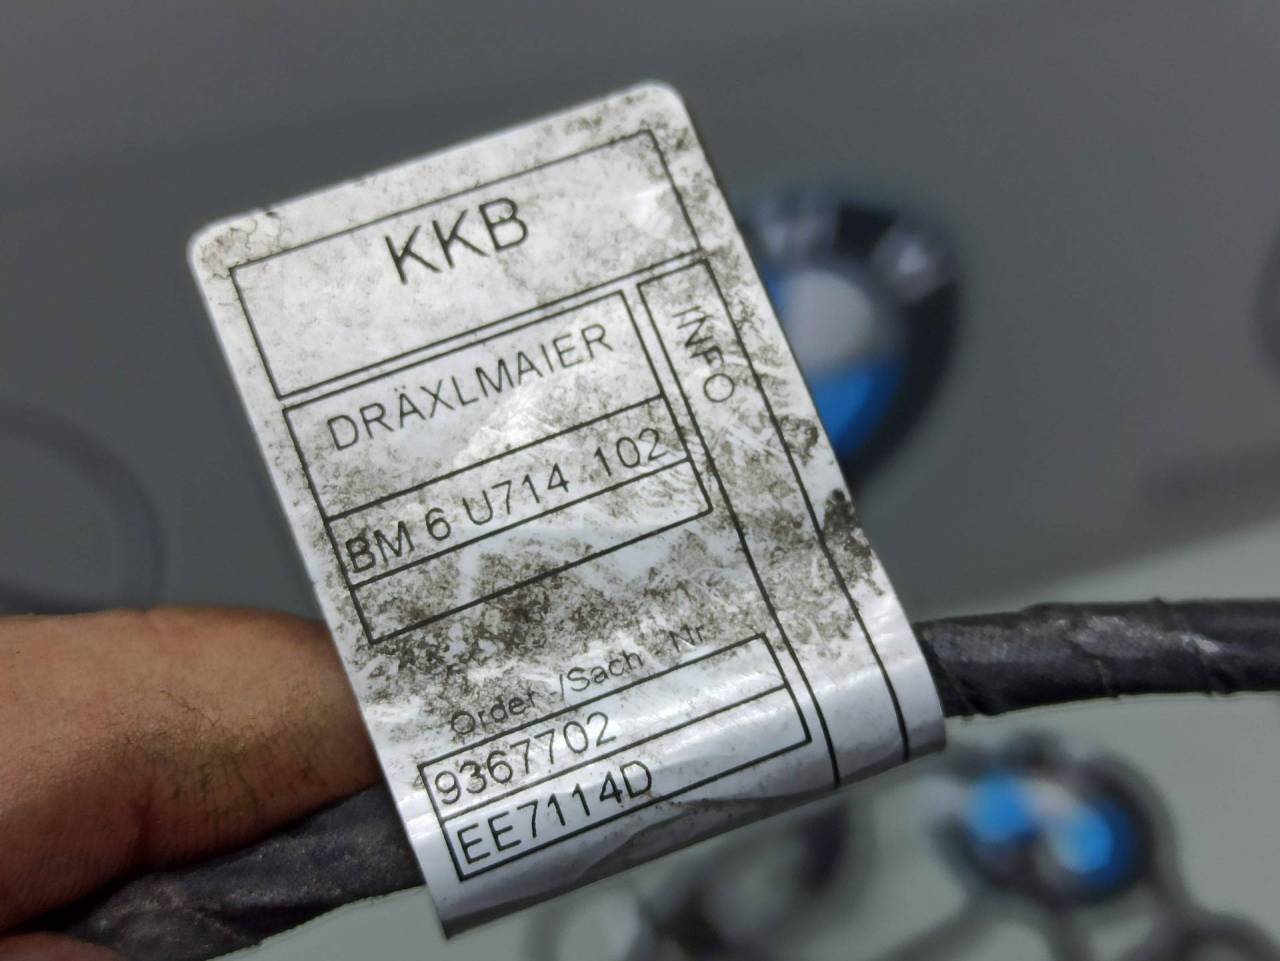 KKB
DRÄXLMAIER
INFO
BM 6 U714 102
Order /Sach Nr
9367702
EE7114D